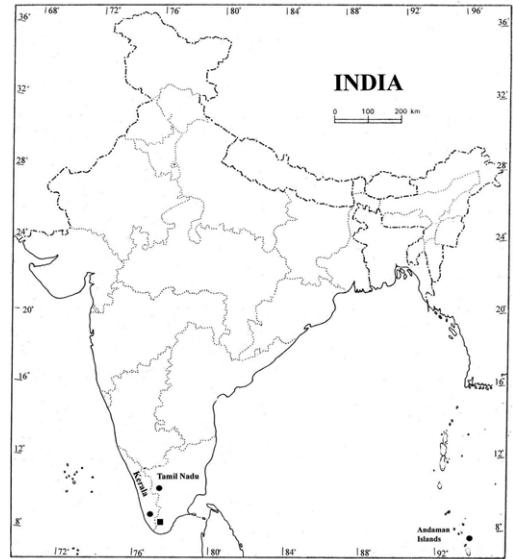 68° 72° 76° 80° 84° 88° 92° 96°
36° 36°
INDIA
32° 32°
0 100 200 km
28° 28°
24° 24°
20° 20°
16° 16°
12° 12°
Kerala
Tamil Nadu
8° 8°
Andaman
Islands
72° 76° 80° 84° 88° 92°